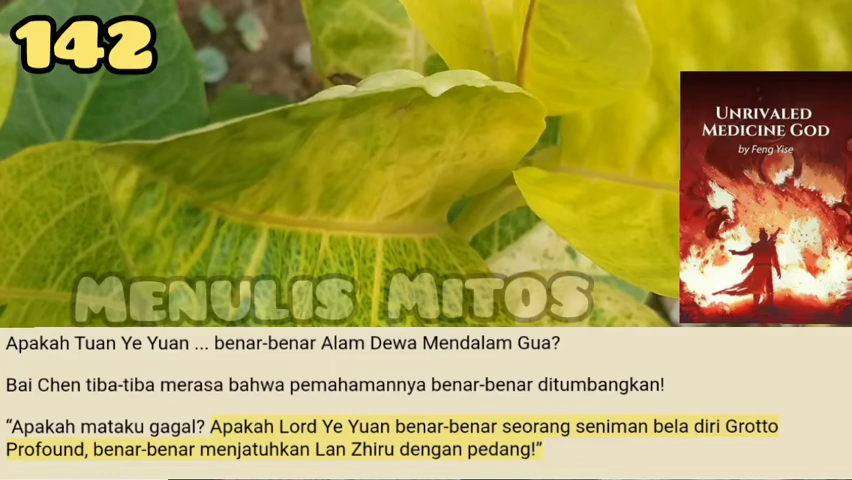 142
UNRIVALED
MEDICINE GOD
by Feng Yise
MENULIS MITOS
Apakah Tuan Ye Yuan ... benar-benar Alam Dewa Mendalam Gua?
Bai Chen tiba-tiba merasa bahwa pemahamannya benar-benar ditumbangkan!
“Apakah mataku gagal? Apakah Lord Ye Yuan benar-benar seorang seniman bela diri Grotto
Profound, benar-benar menjatuhkan Lan Zhiru dengan pedang!”